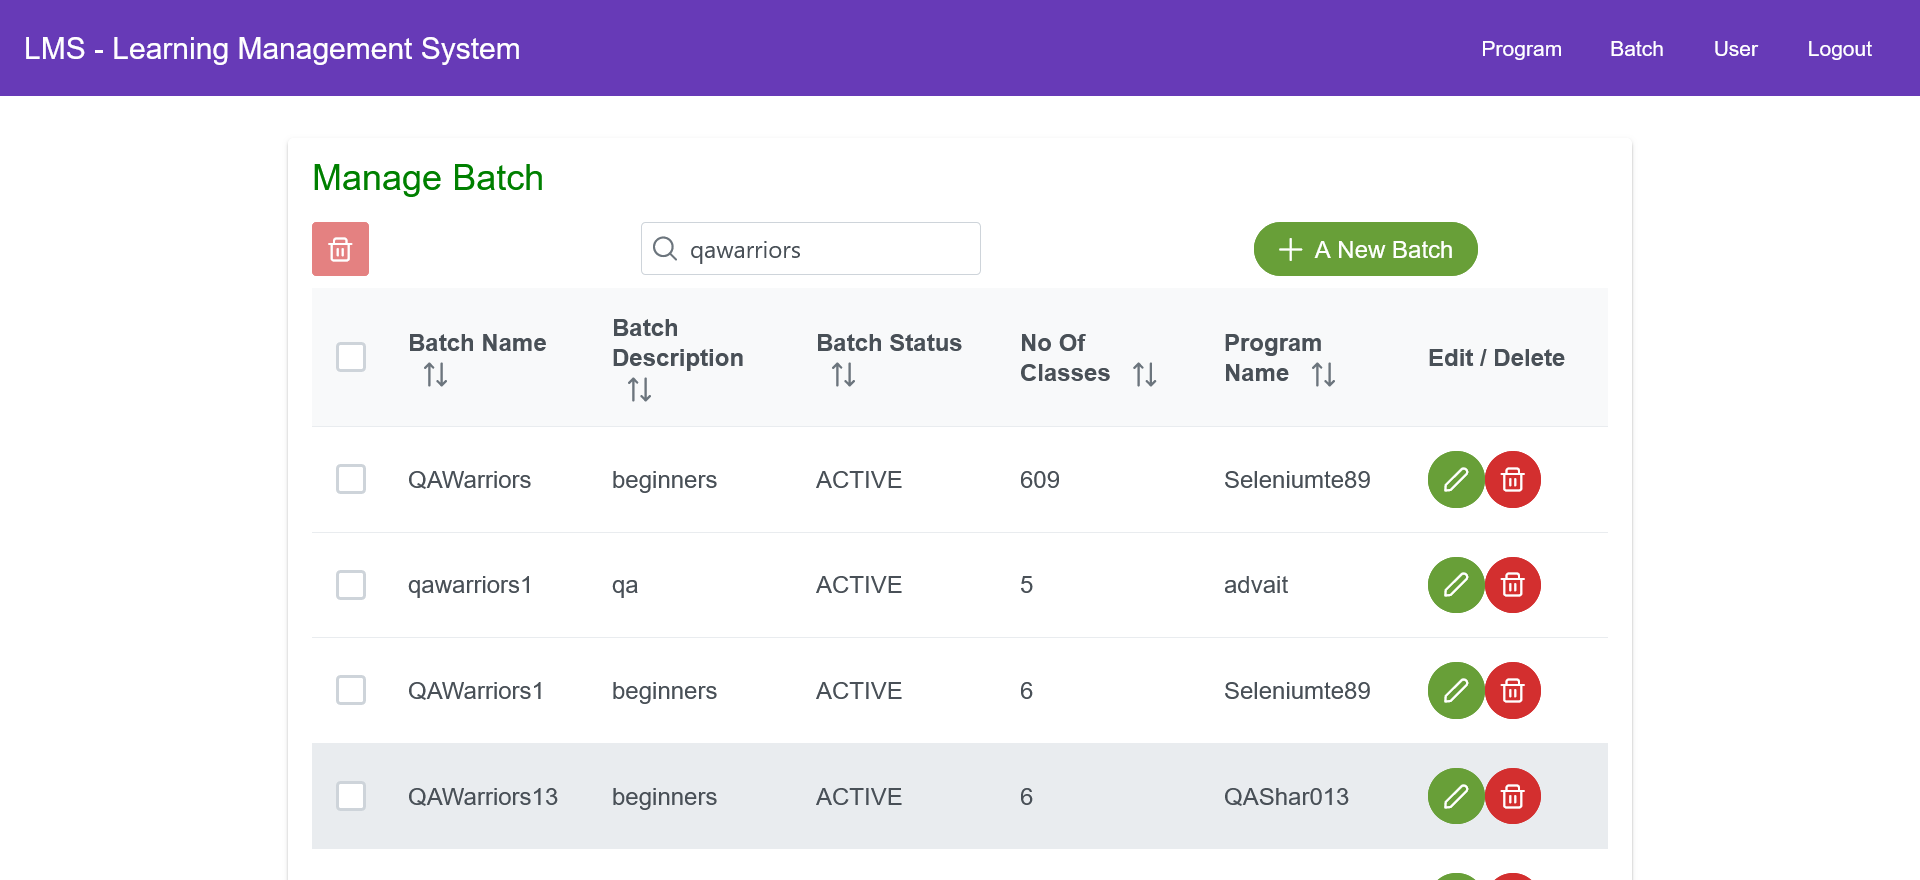 LMS - Learning Management System
Program
Batch
User
Logout
Manage Batch
qawarriors
A New Batch
Batch Name
Batch
Description
Batch Status
No Of
Classes
Program
Name
Edit / Delete
QAWarriors beginners ACTIVE 609 Seleniumte89
qawarriors1 qa ACTIVE 5 advait
QAWarriors1 beginners ACTIVE 6 Seleniumte89
QAWarriors13 beginners ACTIVE 6 QAShar013